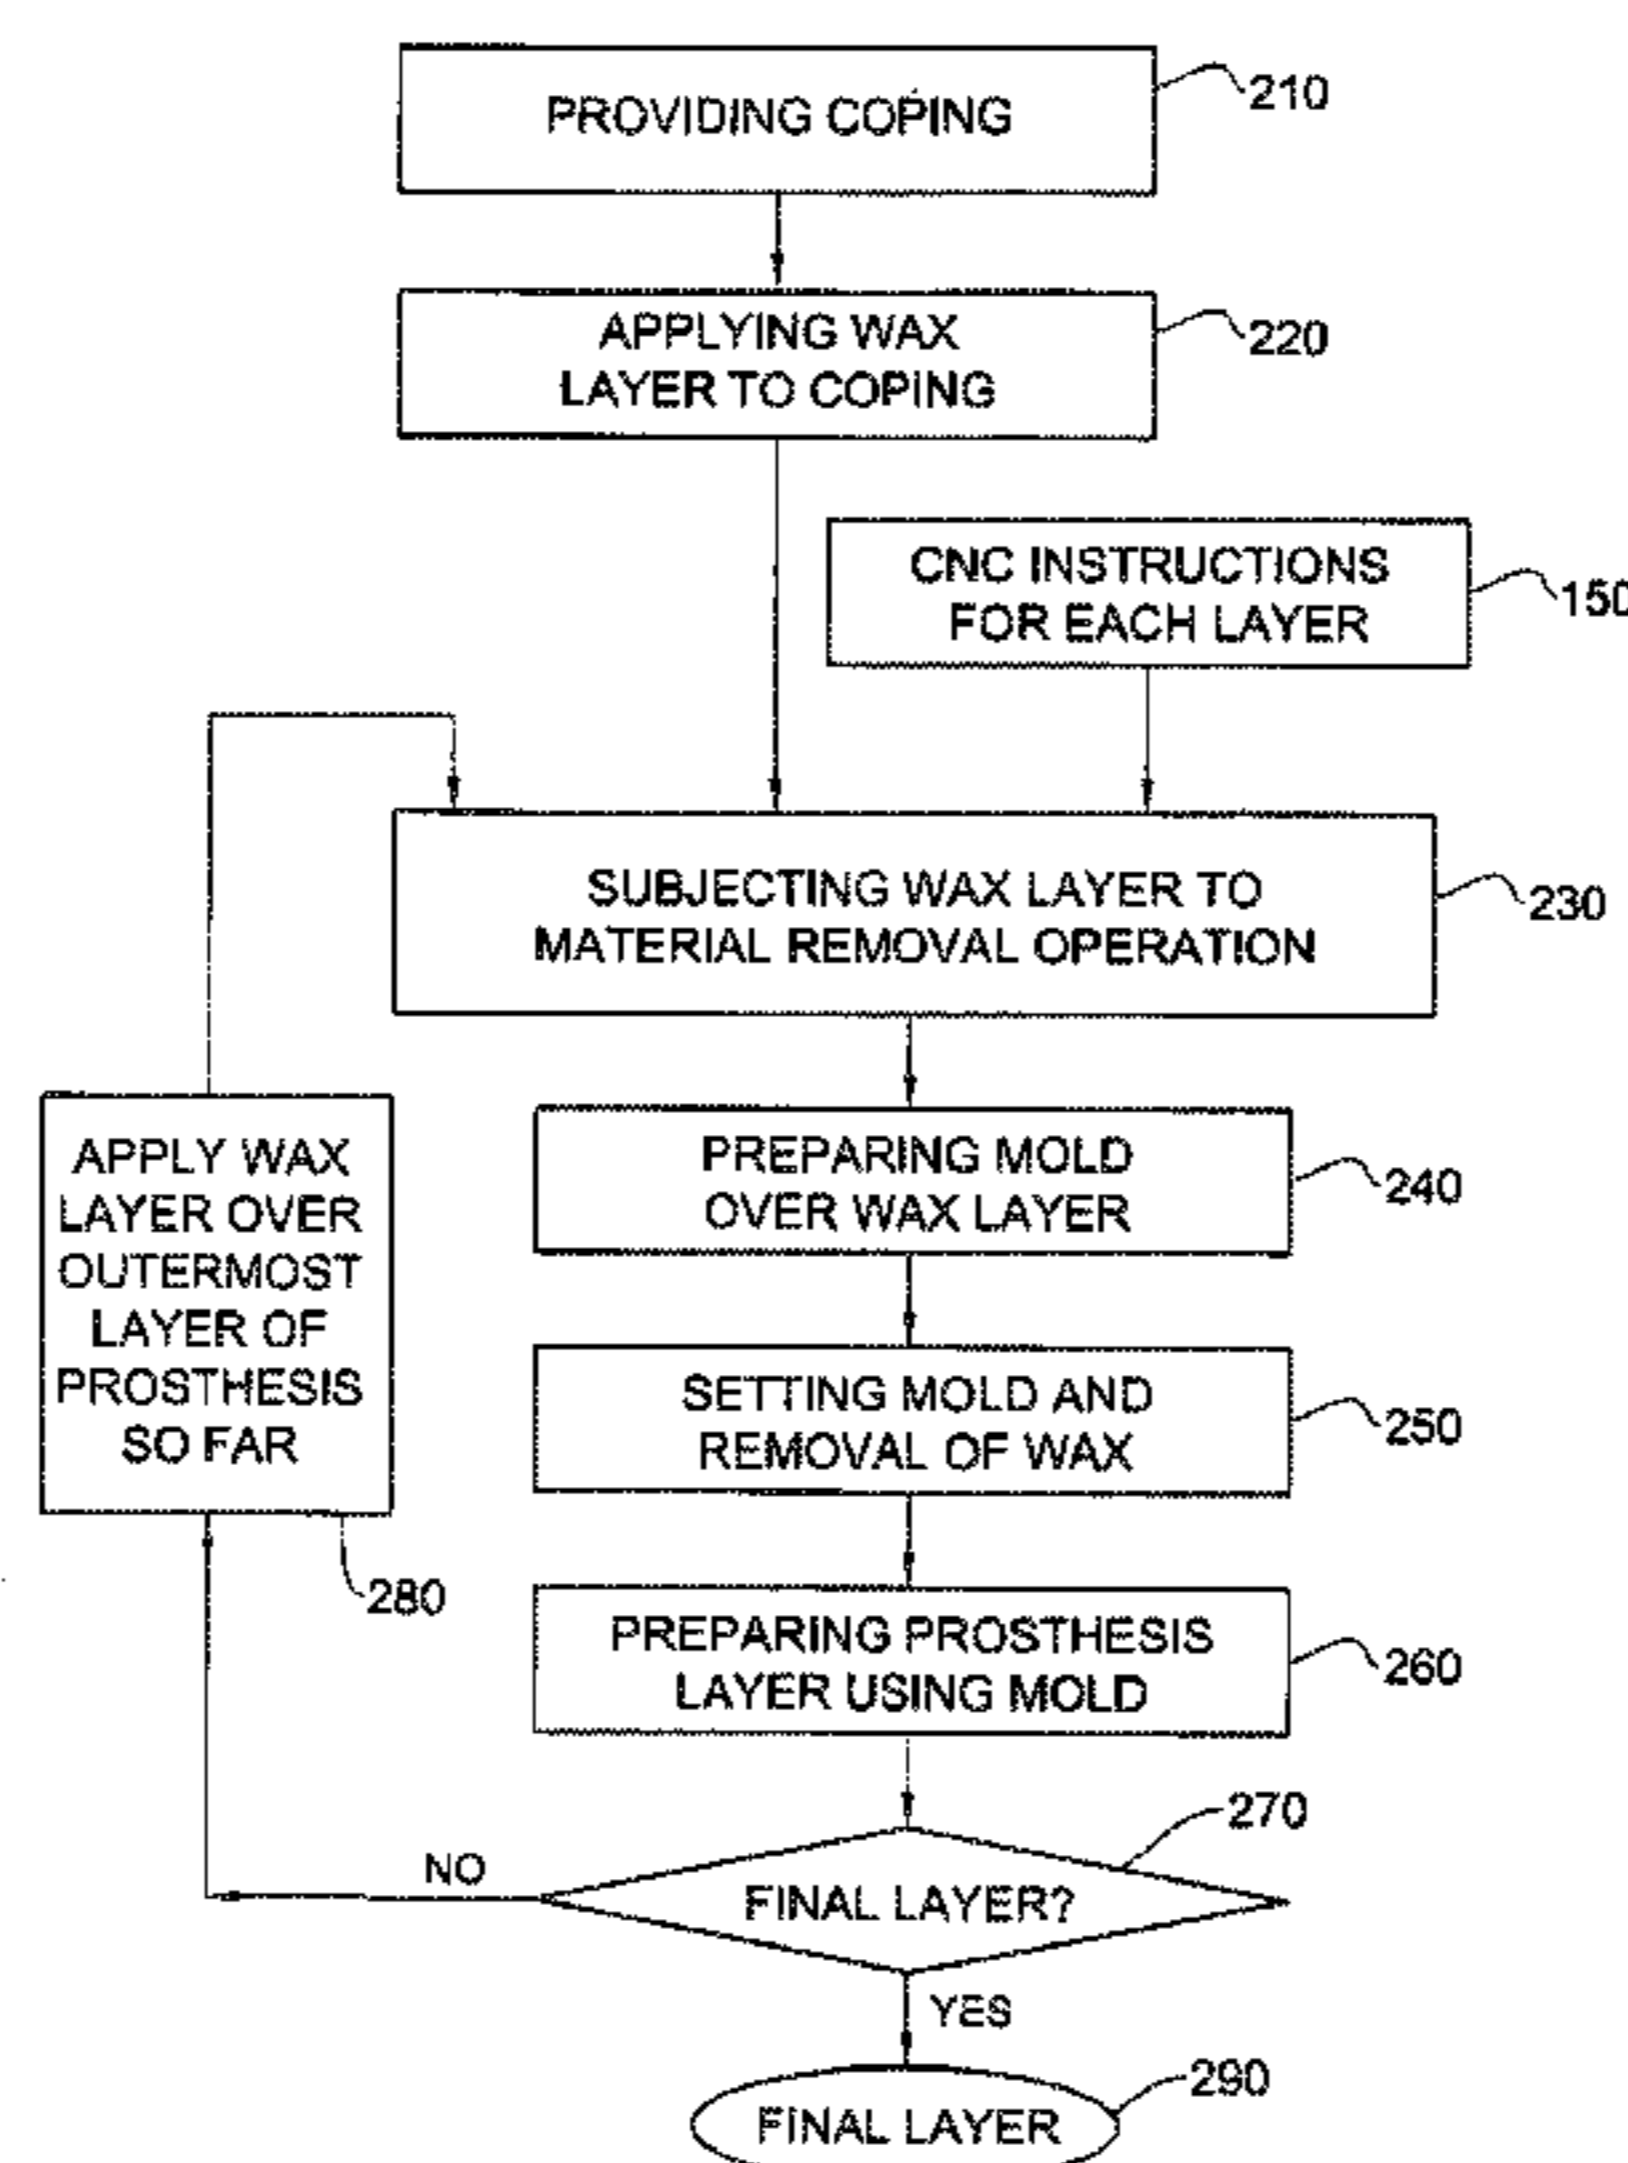 PROVIDING COPING
210
APPLYING WAX
LAYER TO COPING
220
CNC INSTRUCTIONS
FOR EACH LAYER
150
SUBJECTING WAX LAYER TO
MATERIAL REMOVAL OPERATION
230
PREPARING MOLD
OVER WAX LAYER
240
APPLY WAX
LAYER OVER
OUTERMOST
LAYER OF
PROSTHESIS
SO FAR
280
SETTING MOLD AND
REMOVAL OF WAX
250
PREPARING PROSTHESIS
LAYER USING MOLD
260
270
NO
FINAL LAYER?
YES
290
FINAL LAYER